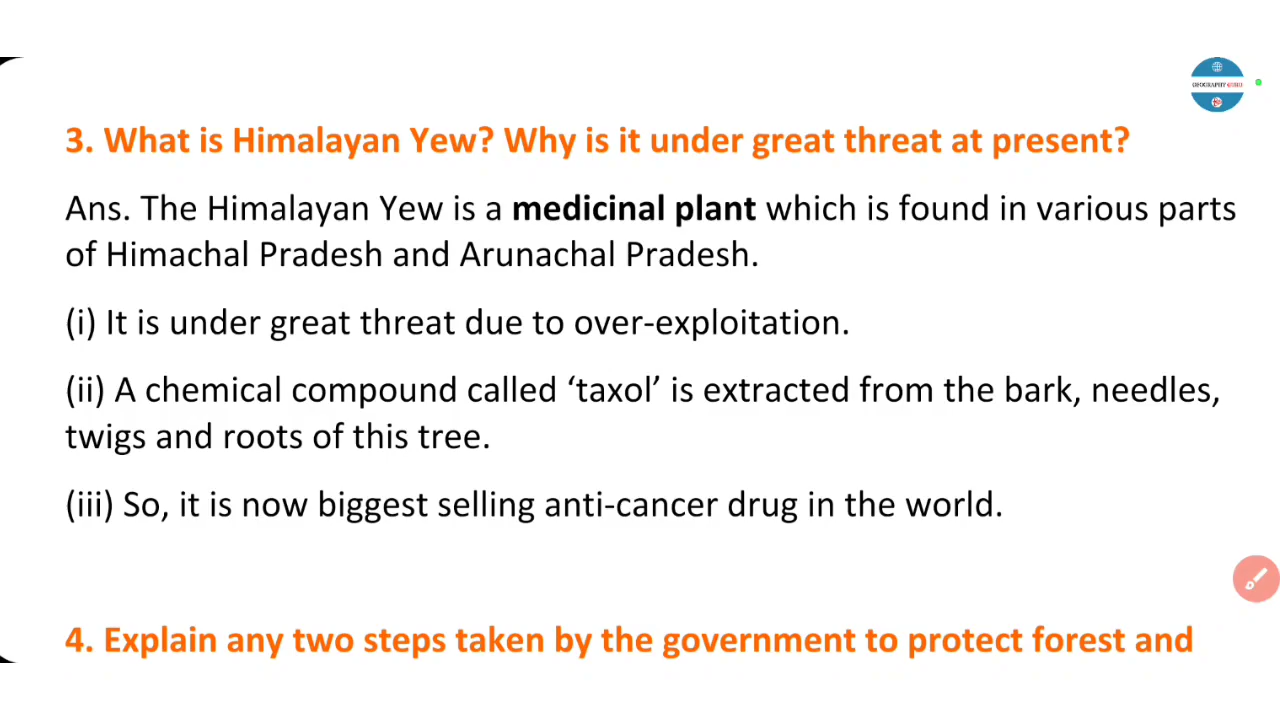 GEOGRAPHY GURU
3. What is Himalayan Yew? Why is it under great threat at present?
Ans. The Himalayan Yew is a medicinal plant which is found in various parts
of Himachal Pradesh and Arunachal Pradesh.
(i) It is under great threat due to over-exploitation.
(ii) A chemical compound called ‘taxol’ is extracted from the bark, needles,
twigs and roots of this tree.
(iii) So, it is now biggest selling anti-cancer drug in the world.
4. Explain any two steps taken by the government to protect forest and